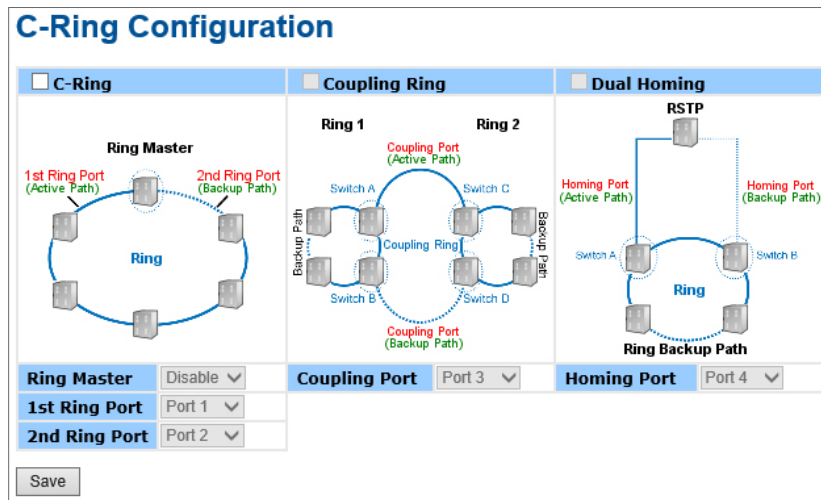 C-Ring Configuration
C-Ring
Coupling Ring
Dual Homing
Ring Master
1st Ring Port
(Active Path)
2nd Ring Port
(Backup Path)
Ring
Ring 1
Ring 2
Coupling Port
(Active Path)
Switch A
Switch C
Backup Path
Coupling Ring
Backup Path
Switch B
Switch D
Coupling Port
(Backup Path)
RSTP
Homing Port
(Active Path)
Homing Port
(Backup Path)
Switch A
Switch B
Ring
Ring Backup Path
Ring Master Disable
Coupling Port Port 3
Homing Port Port 4
1st Ring Port Port 1
2nd Ring Port Port 2
Save